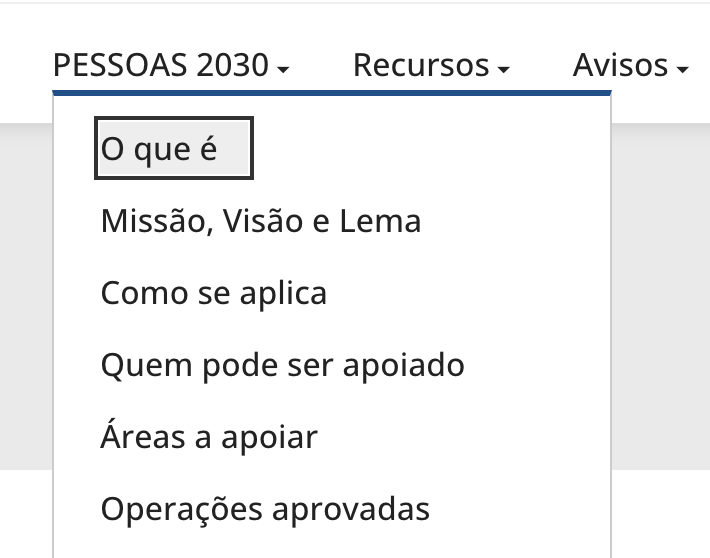 PESSOAS 2030 Recursos Avisos
O que é
Missão, Visão e Lema
Como se aplica
Quem pode ser apoiado
Áreas a apoiar
Operações aprovadas